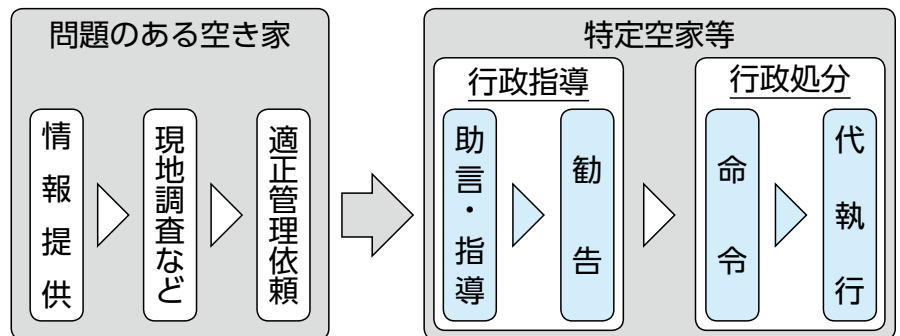 問題のある空き家
情報提供
現地調査など
適正管理依頼
特定空家等
行政指導
助言・指導
勧告
行政処分
命令
代執行